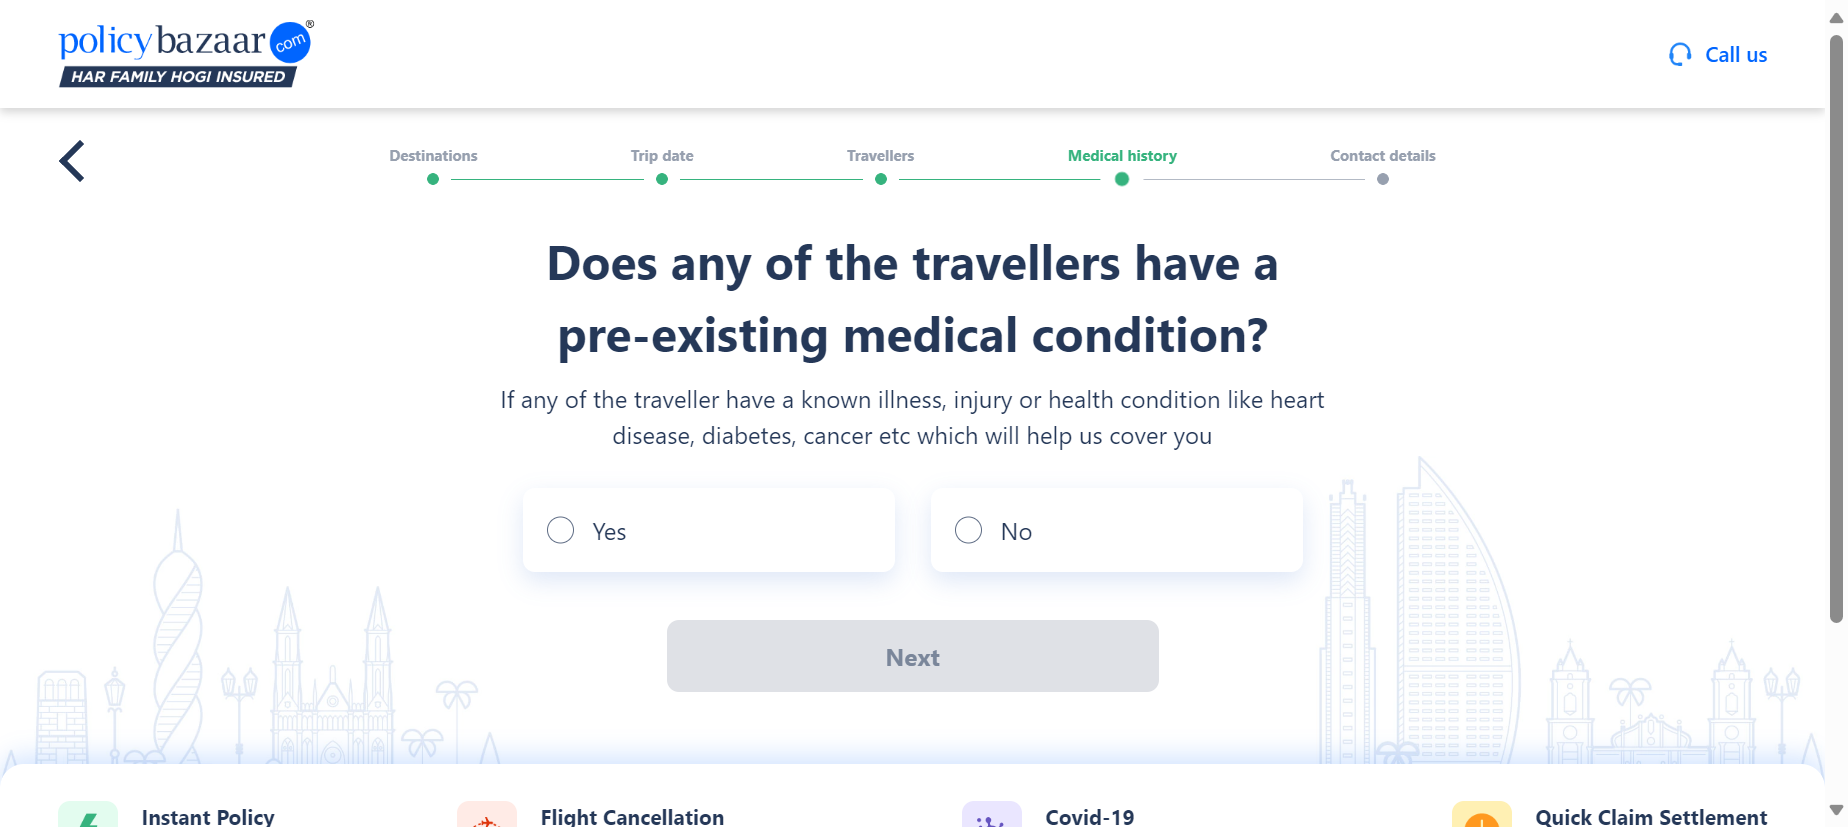 policybazaar com ®
HAR FAMILY HOGI INSURED
Call us
Destinations
Trip date
Travellers
Medical history
Contact details
Does any of the travellers have a
pre-existing medical condition?
If any of the traveller have a known illness, injury or health condition like heart
disease, diabetes, cancer etc which will help us cover you
Yes
No
Next
Instant Policy
Flight Cancellation
Covid-19
Quick Claim Settlement